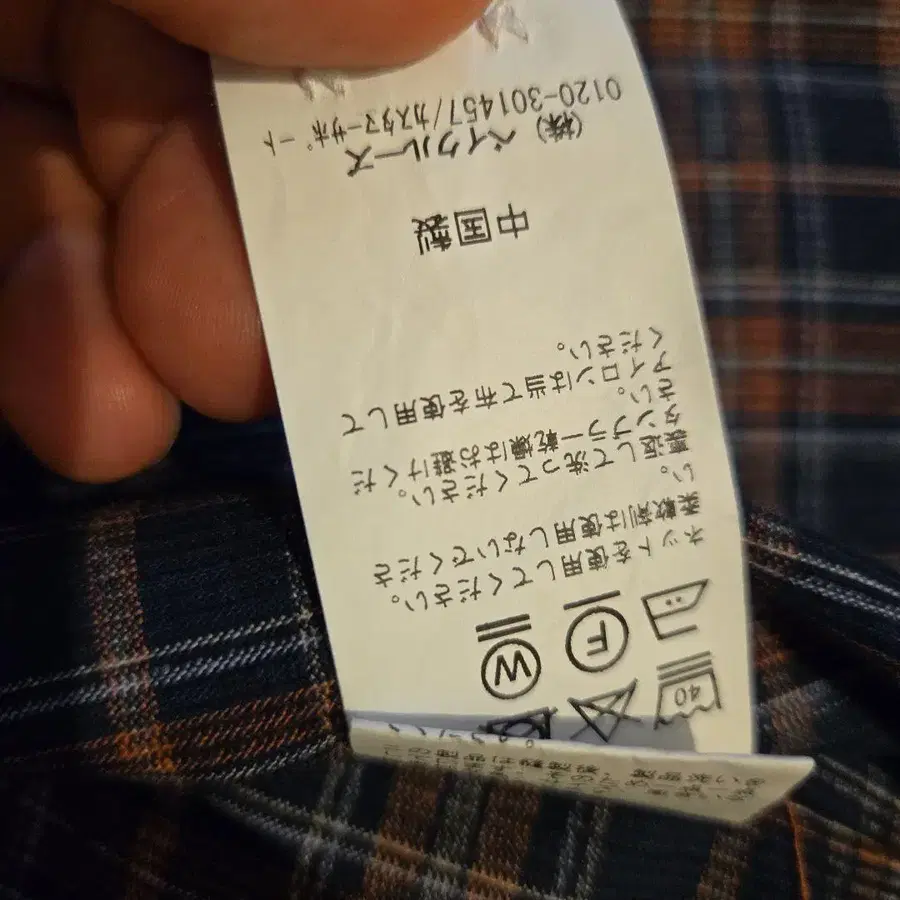 40
F W
ネットを使用してください。
柔軟剤は使用しないでくださ
い。
裏返して洗ってください。
タンブラー乾燥はお避けくだ
さい。
アイロンは当て布を使用して
ください。
中国製
(株) ベイクルーズ
0120-301457/カスタマーサポート